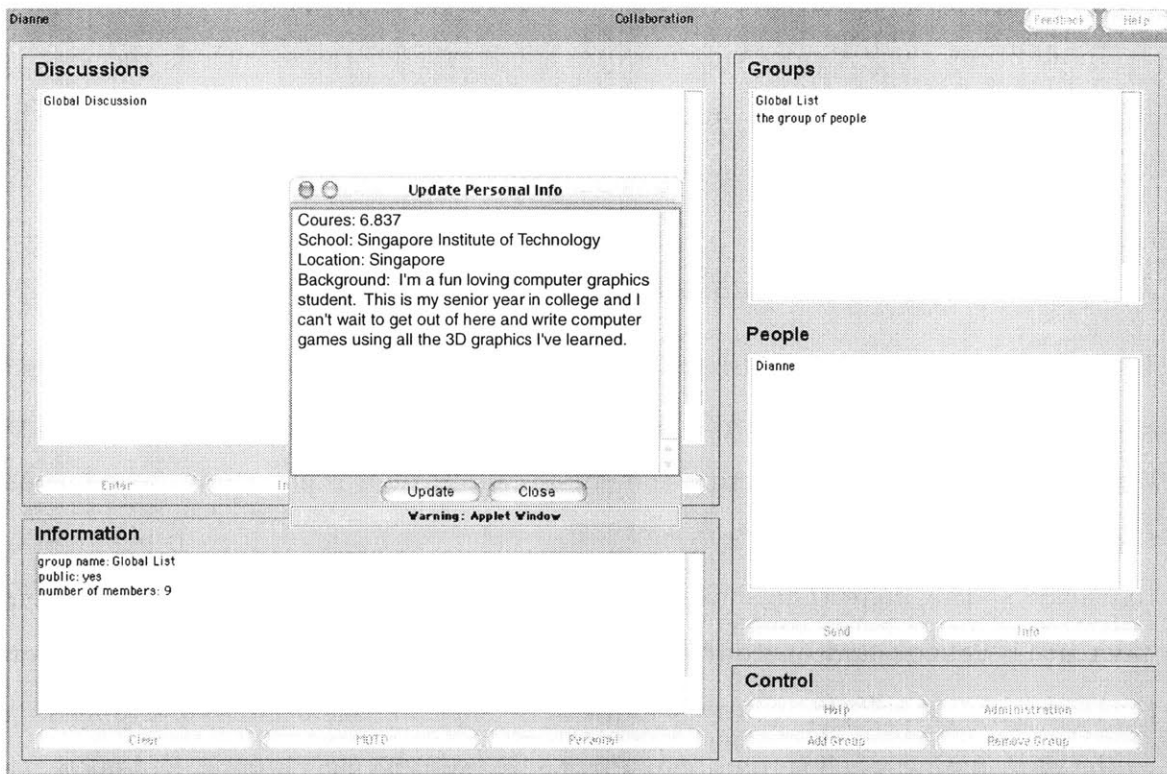 Dianne
Collaboration
Feedback
Help
Discussions
Global Discussion
Groups
Global List
the group of people
Update Personal Info
Coures: 6.837
School: Singapore Institute of Technology
Location: Singapore
Background: I'm a fun loving computer graphics
student. This is my senior year in college and I
can't wait to get out of here and write computer
games using all the 3D graphics I've learned.
Update
Close
Warning: Applet Window
People
Dianne
Enter
Information
group name: Global List
public: yes
number of members: 9
Send
Info
Control
Help
Administration
Add Group
Remove Group
Clear
MOTD
Personal